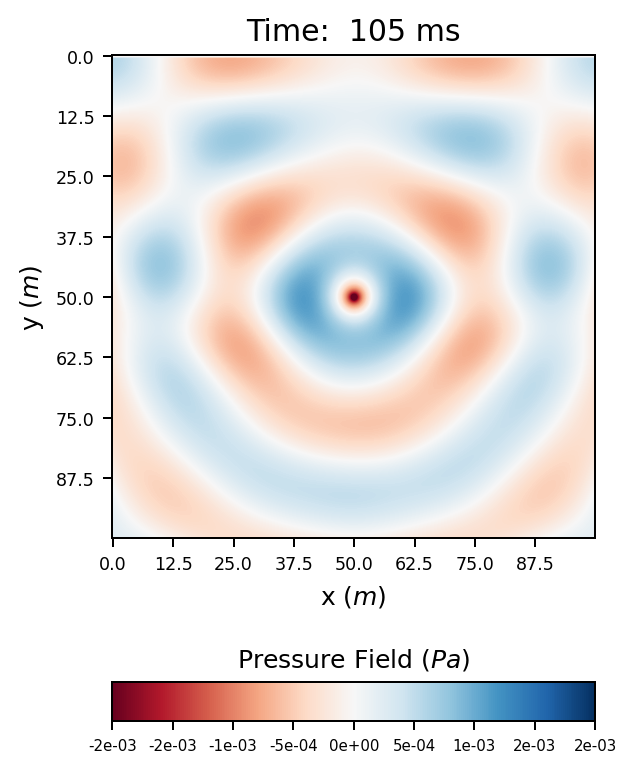 Time:  105 ms
0.0
12.5
25.0
37.5
50.0
62.5
75.0
87.5
y (m)
0.0 12.5 25.0 37.5 50.0 62.5 75.0 87.5
x (m)
Pressure Field (Pa)
-2e-03 -2e-03 -1e-03 -5e-04 0e+00 5e-04 1e-03 2e-03 2e-03